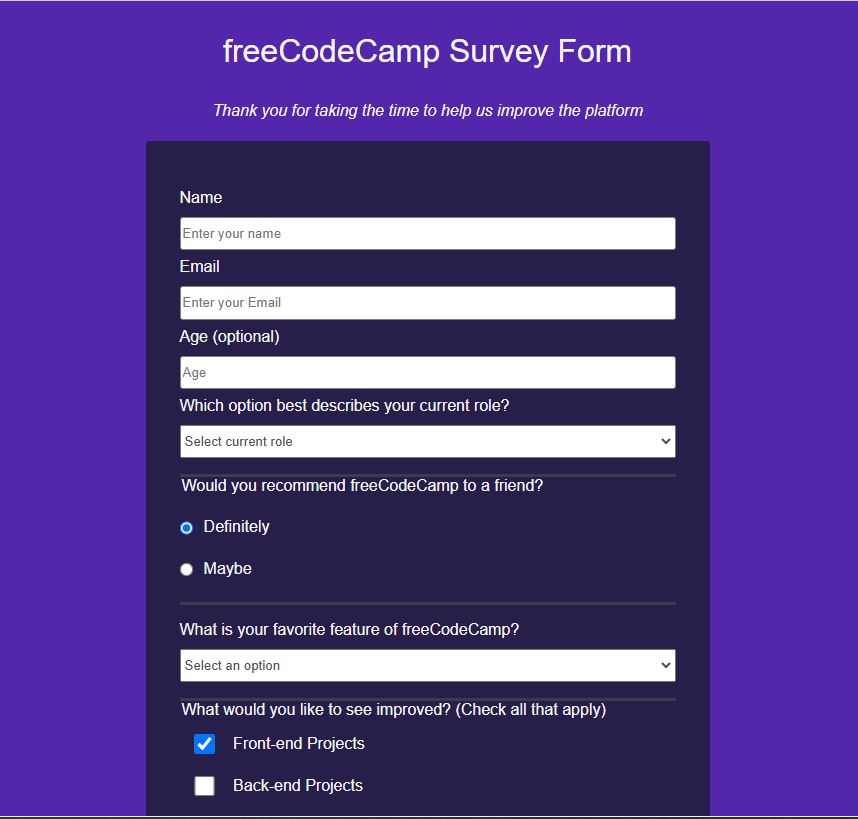 freeCodeCamp Survey Form
Thank you for taking the time to help us improve the platform
Name
Enter your name
Email
Enter your Email
Age (optional)
Age
Which option best describes your current role?
Select current role
Would you recommend freeCodeCamp to a friend?
Definitely
Maybe
What is your favorite feature of freeCodeCamp?
Select an option
What would you like to see improved? (Check all that apply)
Front-end Projects
Back-end Projects